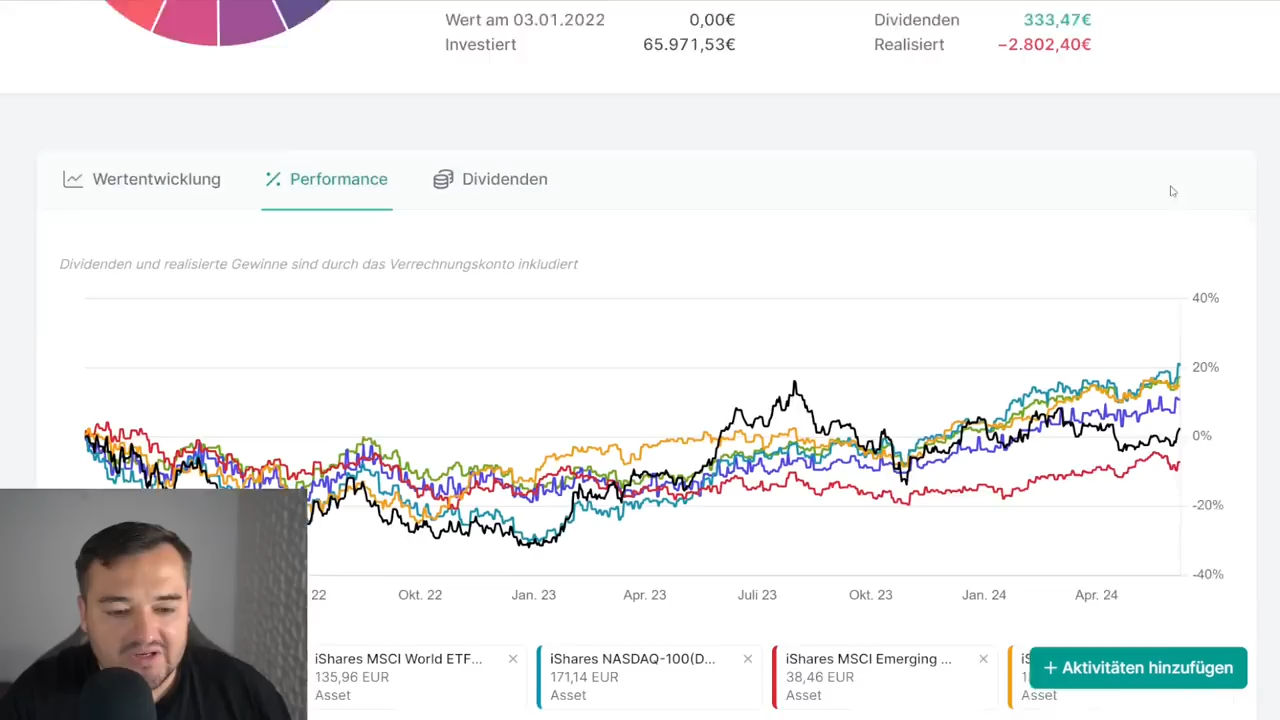 Wert am 03.01.2022 0,00€
Dividenden 333,47€
Investiert 65.971,53€
Realisiert −2.802,40€
Wertentwicklung
Performance
Dividenden
Dividenden und realisierte Gewinne sind durch das Verrechnungskonto inkludiert
40%
20%
0%
-20%
-40%
22 Okt. 22 Jan. 23 Apr. 23 Juli 23 Okt. 23 Jan. 24 Apr. 24
iShares MSCI World ETF...
135,96 EUR
Asset
iShares NASDAQ-100(D...
171,14 EUR
Asset
iShares MSCI Emerging ...
38,46 EUR
Asset
Asset
+ Aktivitäten hinzufügen